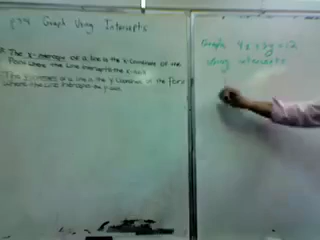 Graph Using Intercepts
The x-intercept of a line is the x-coordinate of the
Point where the line intercepts the x-axis
The y-intercept of a line is the y-coordinate of the Point
where the line intercepts the y-axis
Graph 4x + 3y = 12
Using intercepts